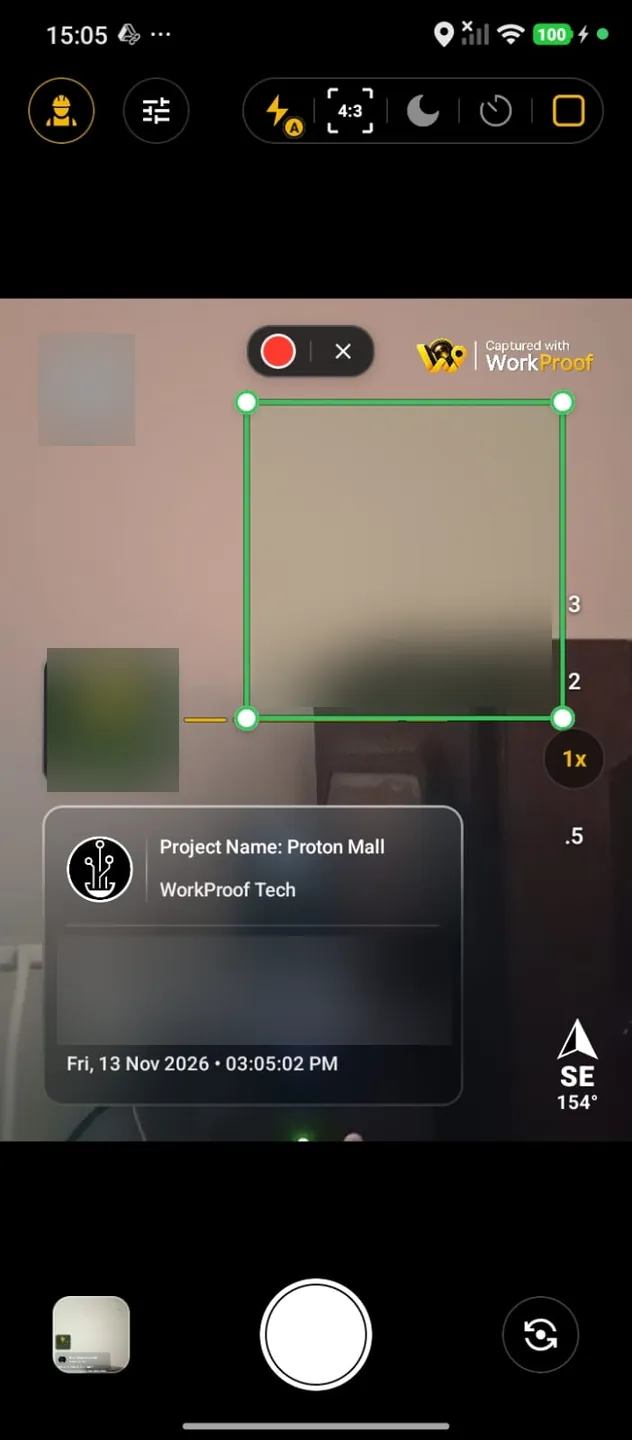 15:05
100
A
4:3
Captured with
WorkProof
3
2
1x
.5
Project Name: Proton Mall
WorkProof Tech
Fri, 13 Nov 2026 • 03:05:02 PM
SE
154°